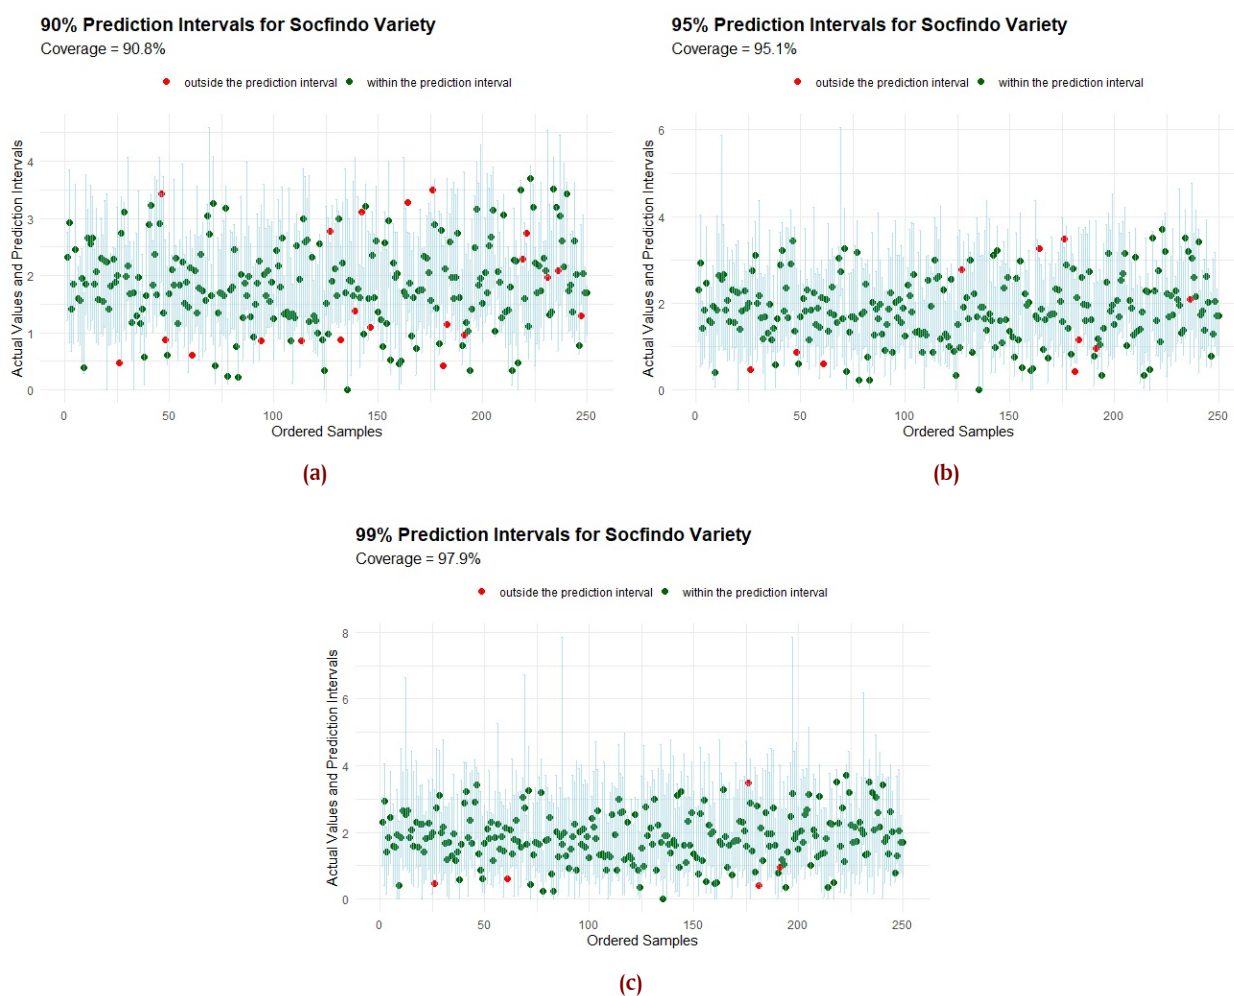 90% Prediction Intervals for Socfindo Variety
Coverage = 90.8%
outside the prediction interval
within the prediction interval
Actual Values and Prediction Intervals
4
3
2
1
0
0
50
100
150
200
250
Ordered Samples
(a)
95% Prediction Intervals for Socfindo Variety
Coverage = 95.1%
outside the prediction interval
within the prediction interval
Actual Values and Prediction Intervals
6
4
2
0
0
50
100
150
200
250
Ordered Samples
(b)
99% Prediction Intervals for Socfindo Variety
Coverage = 97.9%
outside the prediction interval
within the prediction interval
Actual Values and Prediction Intervals
8
6
4
2
0
0
50
100
150
200
250
Ordered Samples
(c)